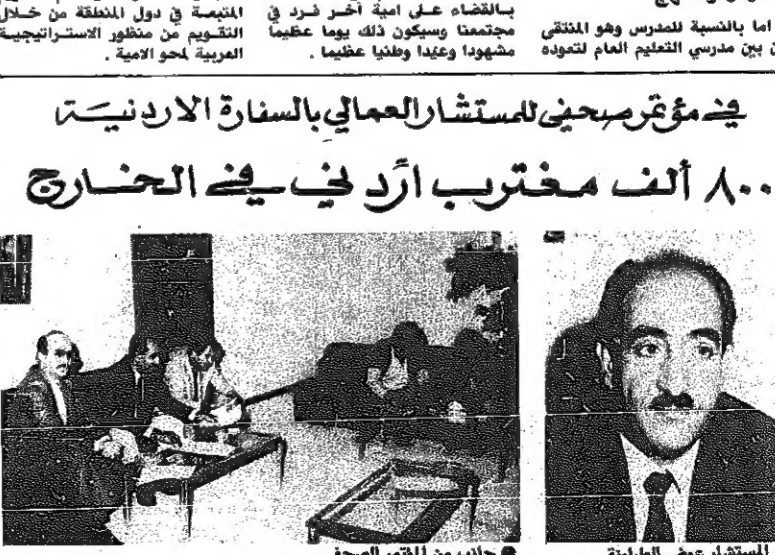 اما بالنسبة للمدرس وهو المنتقى
بين مدرسي التعليم العام لتعوده
بالقضاء على امية آخر فرد في
مجتمعنا وسيكون ذلك يوما عظيما
مشهودا وعيدا وطنيا عظيما .
المتبعة في دول المنطقة من خلال
التقويم من منظور الاستراتيجية
العربية لمحو الامية .
في مؤتمر صحفي للمستشار العمالي بالسفارة الاردنية
٨٠٠ ألف مغترب اردني في الخارج
المستشار عوض
جانب من المؤتمر الصحفي